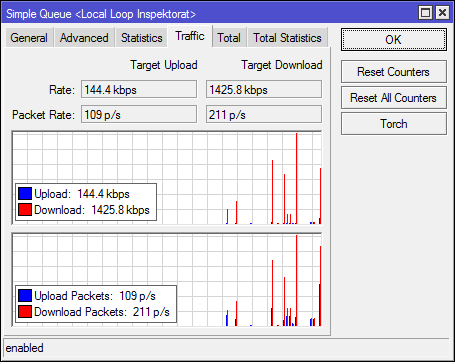 Simple Queue <Local Loop Inspektorat>
General Advanced Statistics Traffic Total Total Statistics
OK
Target Upload Target Download
Rate: 144.4 kbps 1425.8 kbps
Reset Counters
Packet Rate: 109 p/s 211 p/s
Reset All Counters
Torch
Upload: 144.4 kbps
Download: 1425.8 kbps
Upload Packets: 109 p/s
Download Packets: 211 p/s
enabled